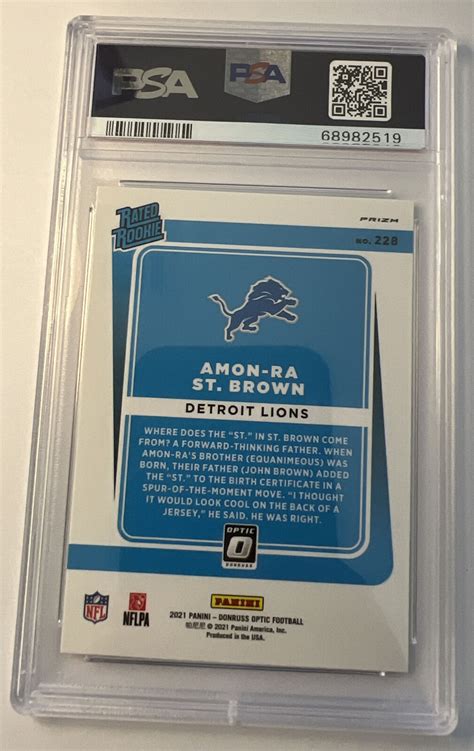 PSA
PSA
68982519
RATED
ROOKIE
PRIZM
NO. 228
AMON-RA
ST. BROWN
DETROIT LIONS
WHERE DOES THE "ST." IN ST. BROWN COME
FROM? A FORWARD-THINKING FATHER. WHEN
AMON-RA'S BROTHER (EQUANIMEOUS) WAS
BORN, THEIR FATHER (JOHN BROWN) ADDED
THE "ST." TO THE BIRTH CERTIFICATE IN A
SPUR-OF-THE-MOMENT MOVE. "I THOUGHT
IT WOULD LOOK COOL ON THE BACK OF A
JERSEY," HE SAID. HE WAS RIGHT.
OPTIC
DONRUSS
NFL
NFLPA
PANINI
2021 PANINI – DONRUSS OPTIC FOOTBALL
© 2021 Panini America, Inc.
Produced in the USA.